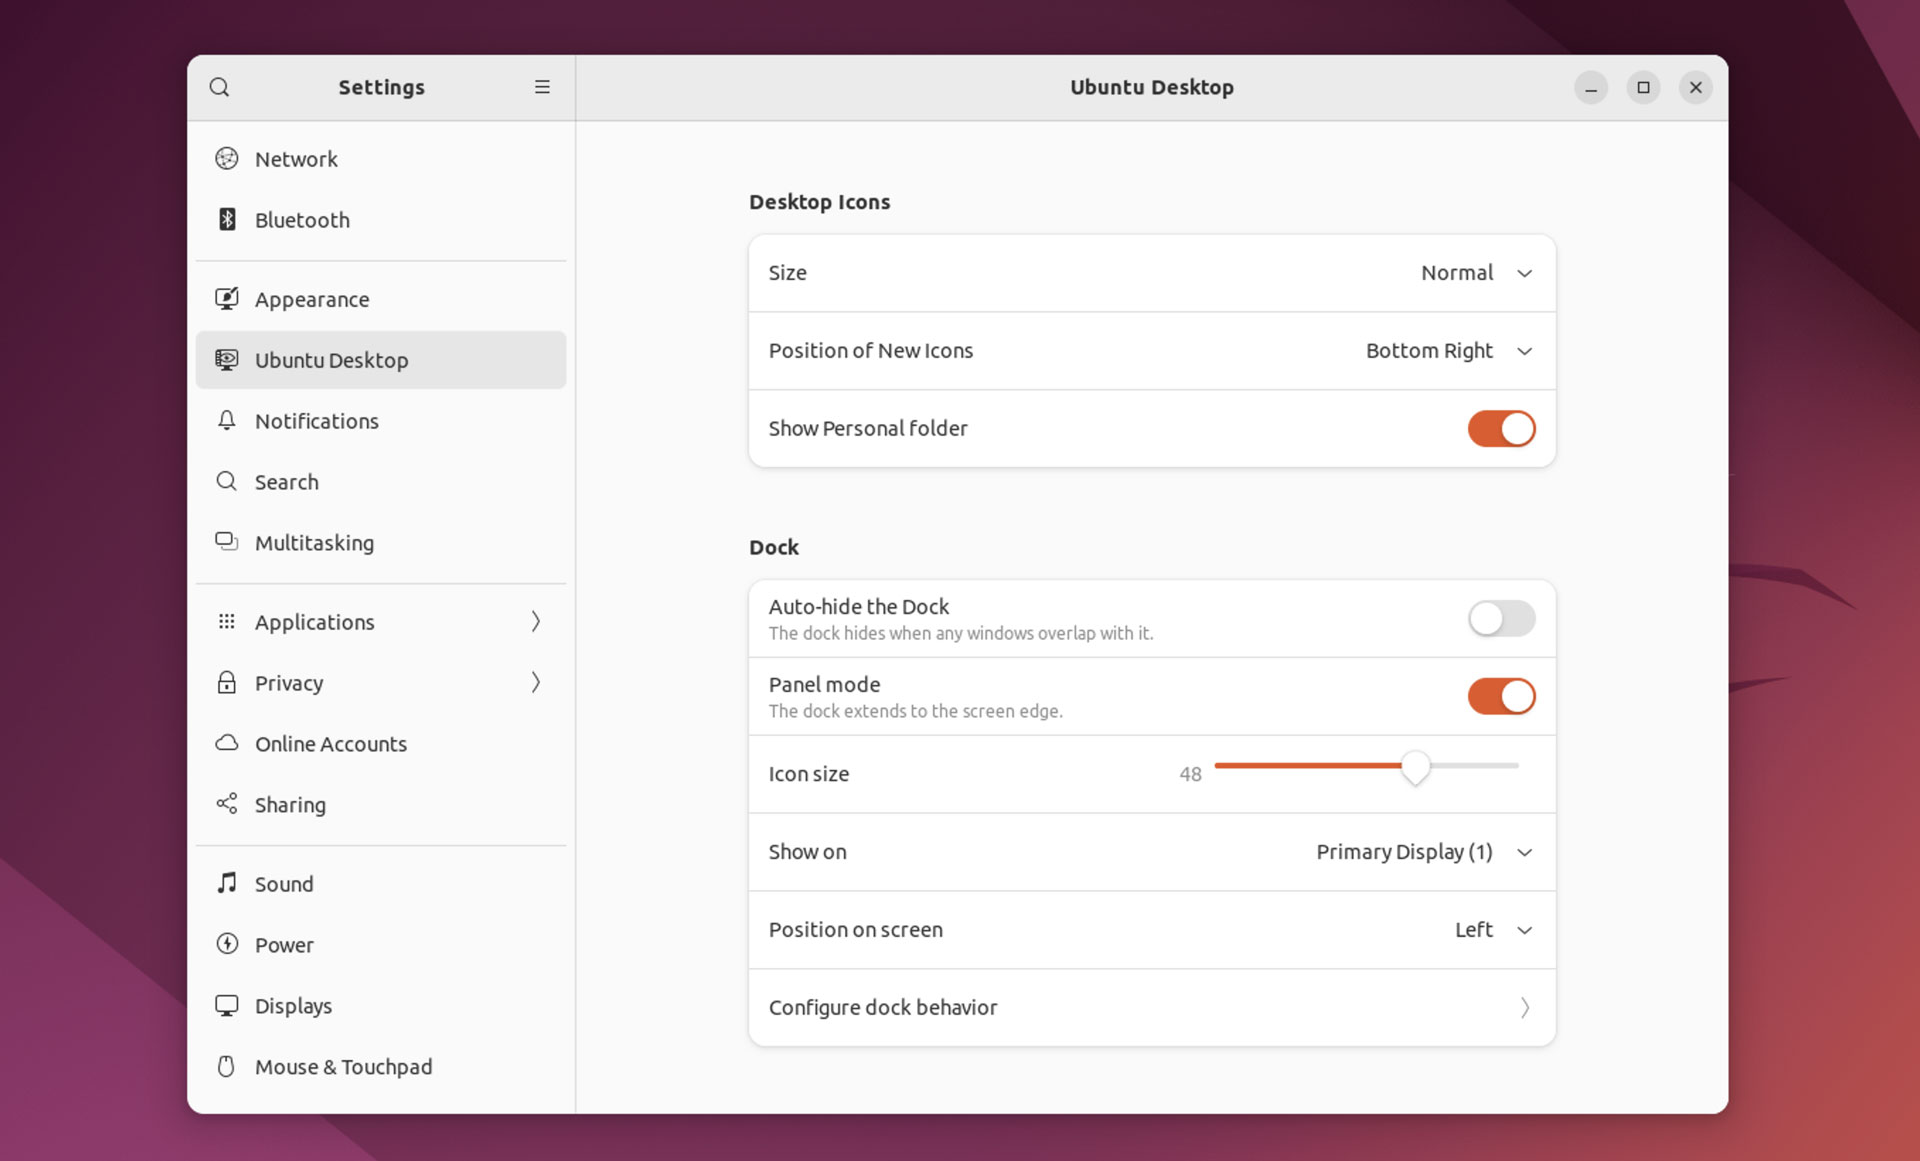 Settings
Ubuntu Desktop
Network
Bluetooth
Appearance
Ubuntu Desktop
Notifications
Search
Multitasking
Applications
Privacy
Online Accounts
Sharing
Sound
Power
Displays
Mouse & Touchpad
Desktop Icons
Size Normal
Position of New Icons Bottom Right
Show Personal folder
Dock
Auto-hide the Dock
The dock hides when any windows overlap with it.
Panel mode
The dock extends to the screen edge.
Icon size 48
Show on Primary Display (1)
Position on screen Left
Configure dock behavior